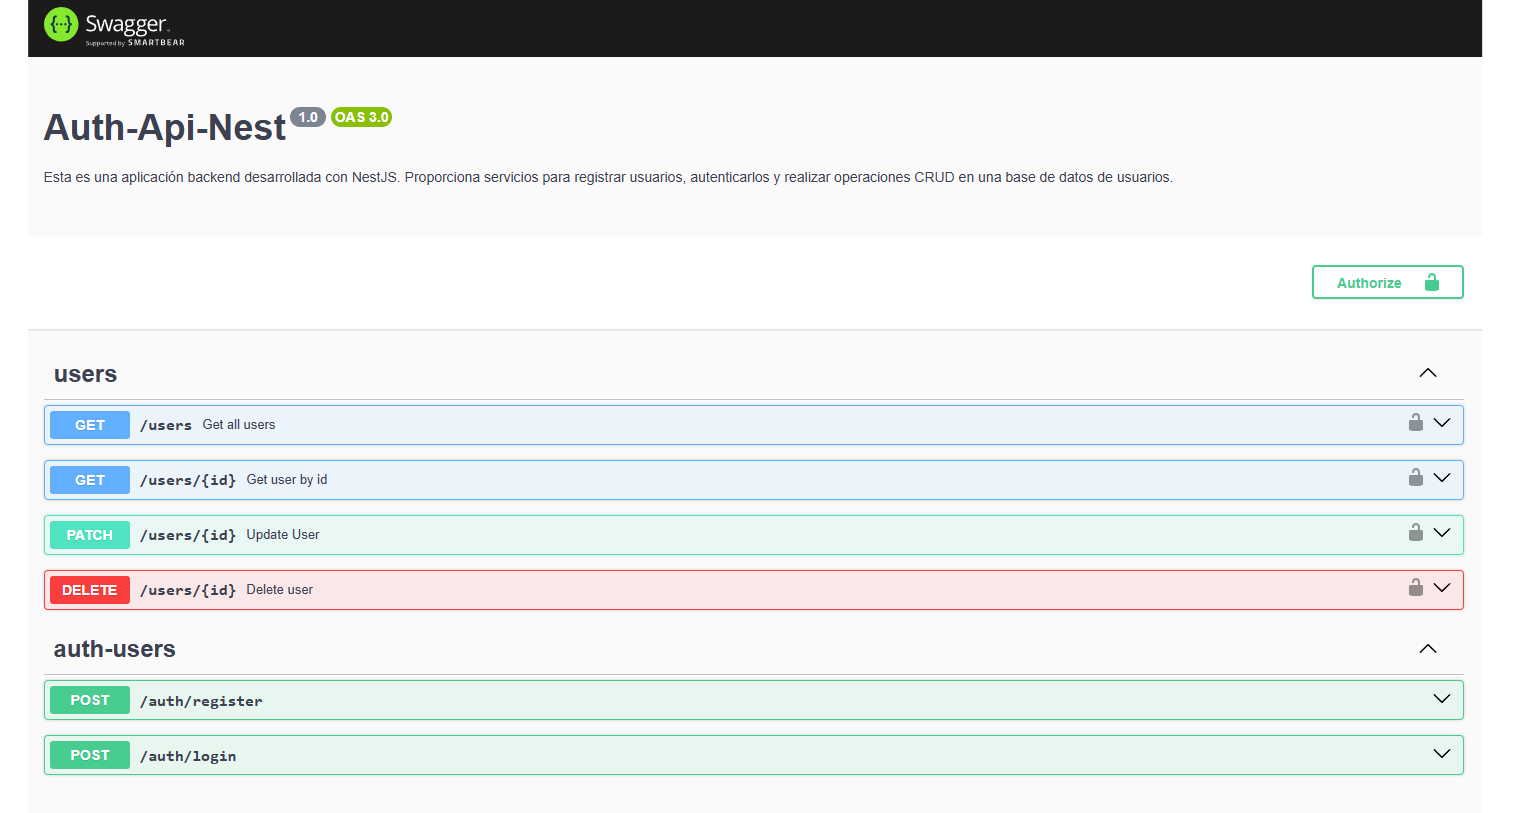 Swagger.
Supported by SMARTBEAR
Auth-Api-Nest 1.0 OAS 3.0
Esta es una aplicación backend desarrollada con NestJS. Proporciona servicios para registrar usuarios, autenticarlos y realizar operaciones CRUD en una base de datos de usuarios.
Authorize
users
GET /users Get all users
GET /users/{id} Get user by id
PATCH /users/{id} Update User
DELETE /users/{id} Delete user
auth-users
POST /auth/register
POST /auth/login